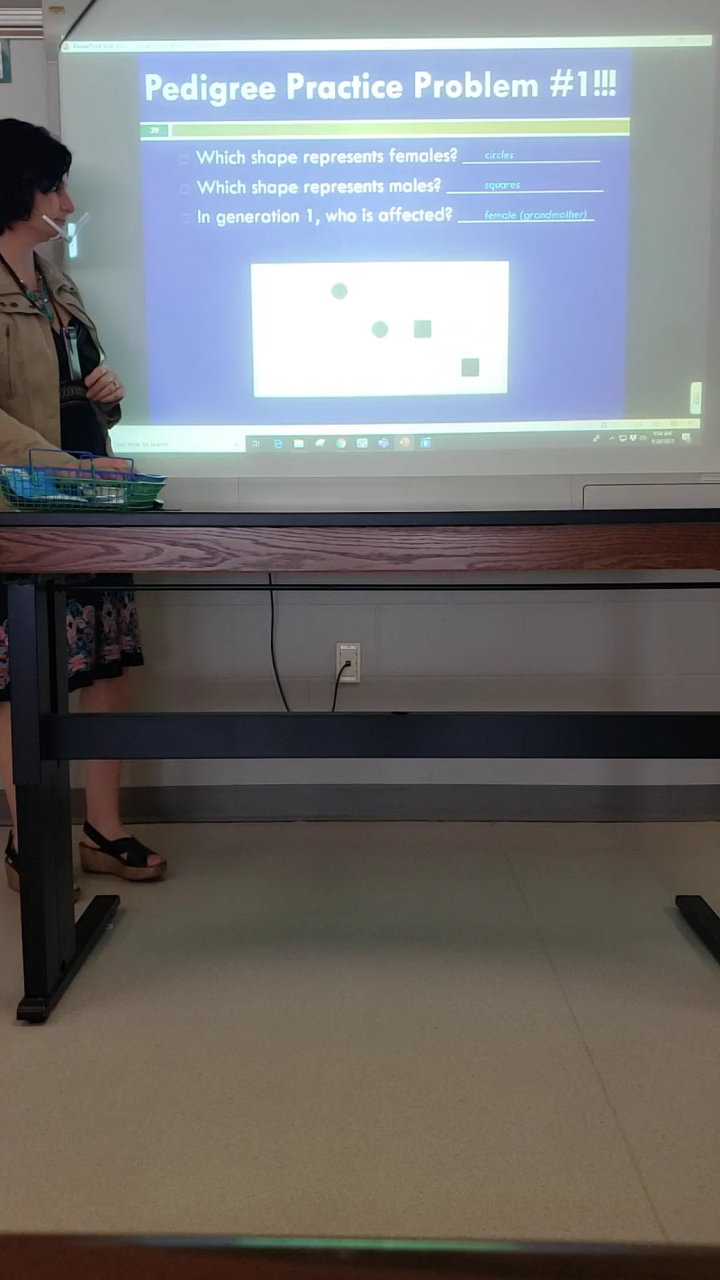 Pedigree Practice Problem #1!!!
39
Which shape represents females? circles
Which shape represents males? squares
In generation 1, who is affected? female (grandmother)